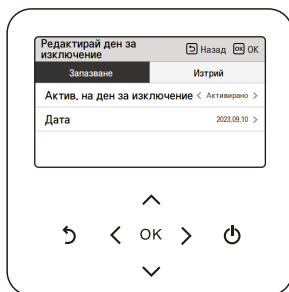 Редактирай ден за
изключение
Назад OK OK
Запазване Изтрий
Актив. на ден за изключение < Активирано >
Дата 2023,09,10 >
OK